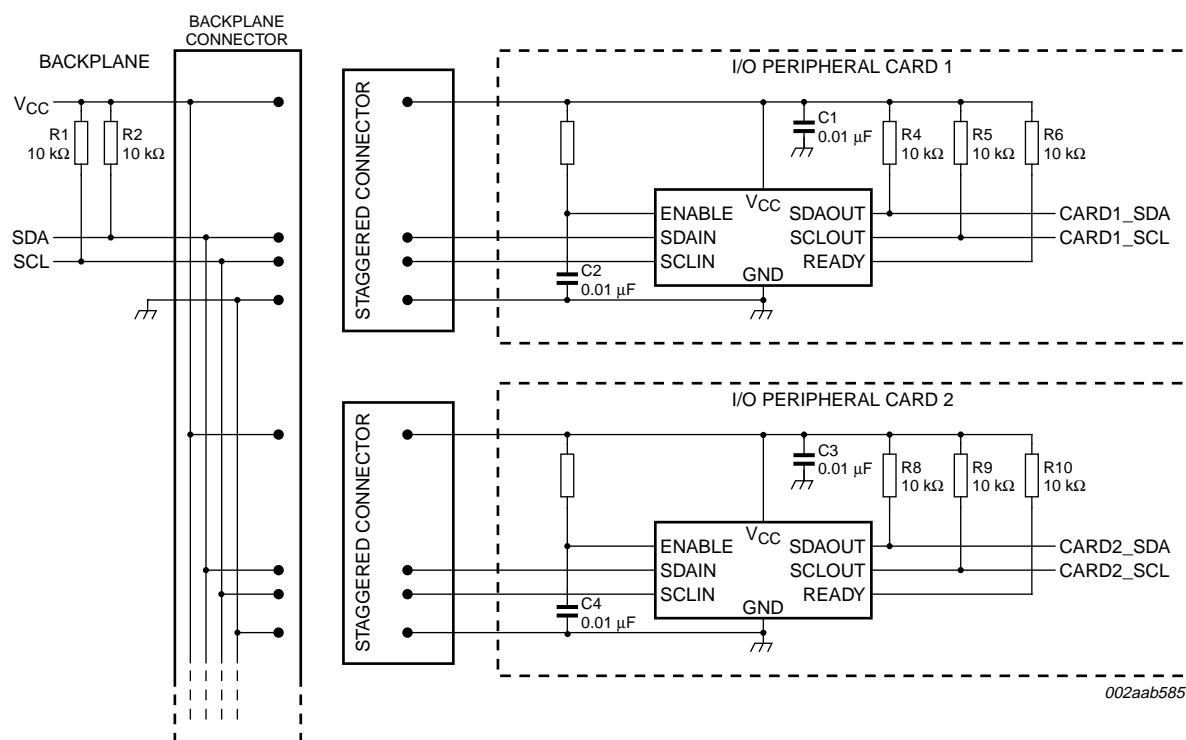 BACKPLANE
CONNECTOR
BACKPLANE
VCC
R1
10 kΩ
R2
10 kΩ
SDA
SCL
STAGGERED CONNECTOR
I/O PERIPHERAL CARD 1
C1
0.01 μF
R4
10 kΩ
R5
10 kΩ
R6
10 kΩ
VCC
ENABLE
SDAIN
SCLIN
SDAOUT
SCLOUT
READY
GND
C2
0.01 μF
CARD1_SDA
CARD1_SCL
STAGGERED CONNECTOR
I/O PERIPHERAL CARD 2
C3
0.01 μF
R8
10 kΩ
R9
10 kΩ
R10
10 kΩ
VCC
ENABLE
SDAIN
SCLIN
SDAOUT
SCLOUT
READY
GND
C4
0.01 μF
CARD2_SDA
CARD2_SCL
002aab585